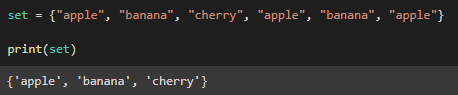 set = {"apple", "banana", "cherry", "apple", "banana", "apple"}
print(set)
{'apple', 'banana', 'cherry'}